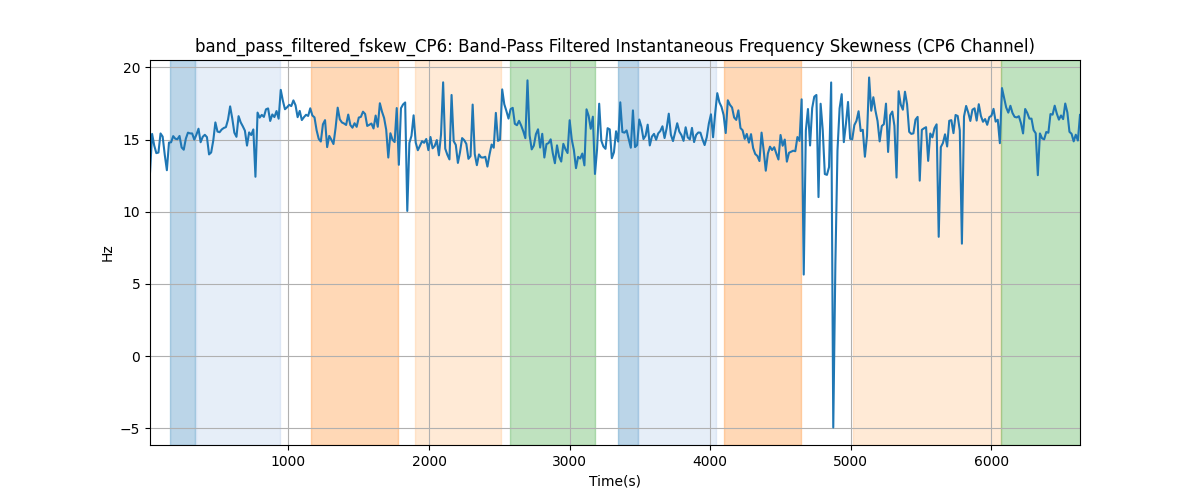 band_pass_filtered_fskew_CP6: Band-Pass Filtered Instantaneous Frequency Skewness (CP6 Channel)
20
15
10
5
0
−5
Hz
1000 2000 3000 4000 5000 6000
Time(s)